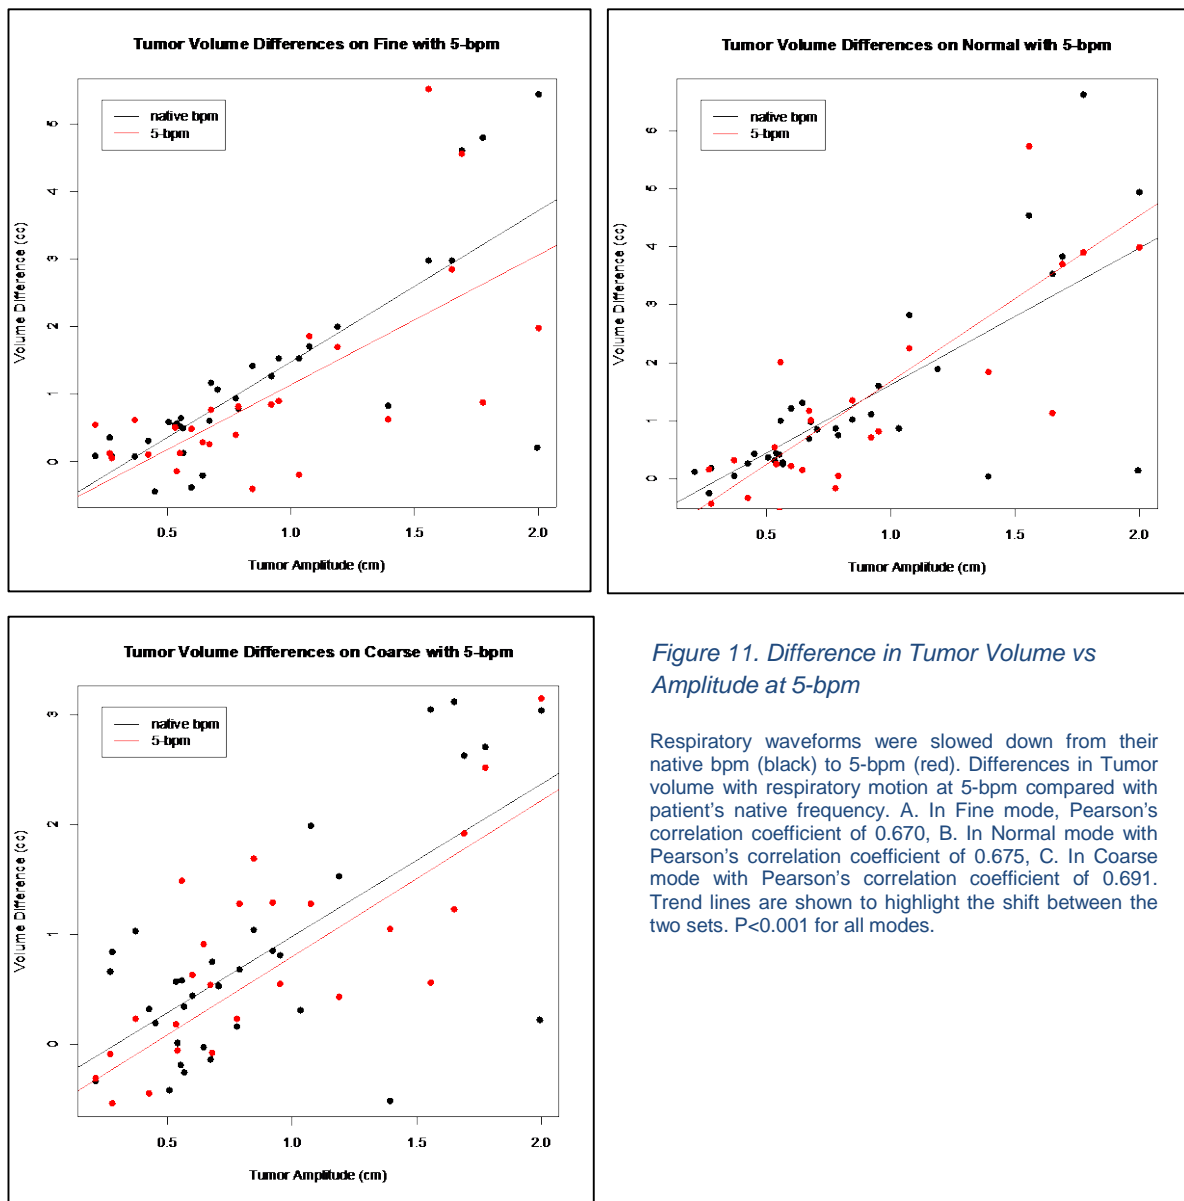 Tumor Volume Differences on Fine with 5-bpm
native bpm
5-bpm
Volume Difference (cc)
5
4
3
2
1
0
0.5 1.0 1.5 2.0
Tumor Amplitude (cm)
Tumor Volume Differences on Normal with 5-bpm
native bpm
5-bpm
Volume Difference (cc)
6
5
4
3
2
1
0
0.5 1.0 1.5 2.0
Tumor Amplitude (cm)
Tumor Volume Differences on Coarse with 5-bpm
native bpm
5-bpm
Volume Difference (cc)
3
2
1
0
0.5 1.0 1.5 2.0
Tumor Amplitude (cm)
Figure 11. Difference in Tumor Volume vs
Amplitude at 5-bpm
Respiratory waveforms were slowed down from their
native bpm (black) to 5-bpm (red). Differences in Tumor
volume with respiratory motion at 5-bpm compared with
patient's native frequency. A. In Fine mode, Pearson's
correlation coefficient of 0.670, B. In Normal mode with
Pearson's correlation coefficient of 0.675, C. In Coarse
mode with Pearson's correlation coefficient of 0.691.
Trend lines are shown to highlight the shift between the
two sets. P<0.001 for all modes.